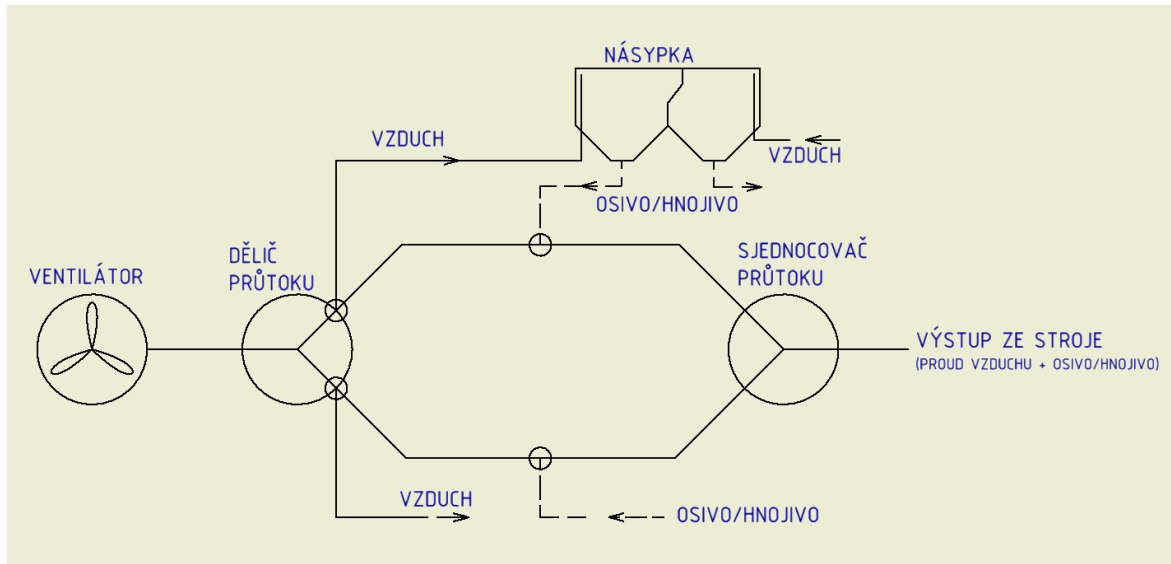 NÁSYPKA
VZDUCH
VZDUCH
OSIVO/HNOJIVO
DĚLIČ
PRŮTOKU
SJEDNOCOVAČ
PRŮTOKU
VENTILÁTOR
VÝSTUP ZE STROJE
(PROUD VZDUCHU + OSIVO/HNOJIVO)
VZDUCH
OSIVO/HNOJIVO